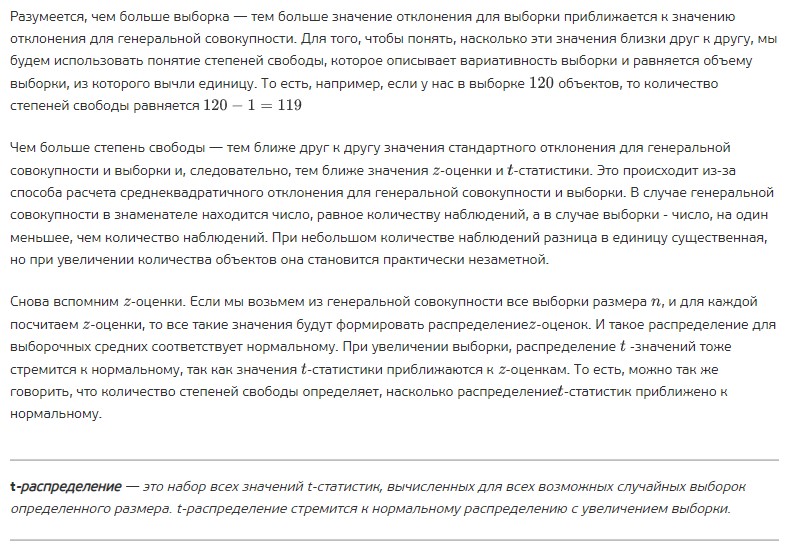 Разумеется, чем больше выборка — тем больше значение отклонения для выборки приближается к значению
отклонения для генеральной совокупности. Для того, чтобы понять, насколько эти значения близки друг к другу, мы
будем использовать понятие степеней свободы, которое описывает вариативность выборки и равняется объему
выборки, из которого вычли единицу. То есть, например, если у нас в выборке 120 объектов, то количество
степеней свободы равняется 120 − 1 = 119
Чем больше степень свободы — тем ближе друг к другу значения стандартного отклонения для генеральной
совокупности и выборки и, следовательно, тем ближе значения z-оценки и t-статистики. Это происходит из-за
способа расчета среднеквадратичного отклонения для генеральной совокупности и выборки. В случае генеральной
совокупности в знаменателе находится число, равное количеству наблюдений, а в случае выборки - число, на один
меньшее, чем количество наблюдений. При небольшом количестве наблюдений разница в единицу существенная,
но при увеличении количества объектов она становится практически незаметной.
Снова вспомним z-оценки. Если мы возьмем из генеральной совокупности все выборки размера n, и для каждой
посчитаем z-оценки, то все такие значения будут формировать распределениеz-оценок. И такое распределение для
выборочных средних соответствует нормальному. При увеличении выборки, распределение t -значений тоже
стремится к нормальному, так как значения t-статистики приближаются к z-оценкам. То есть, можно так же
говорить, что количество степеней свободы определяет, насколько распределениеt-статистик приближено к
нормальному.
t-распределение — это набор всех значений t-статистик, вычисленных для всех возможных случайных выборок
определенного размера. t-распределение стремится к нормальному распределению с увеличением выборки.